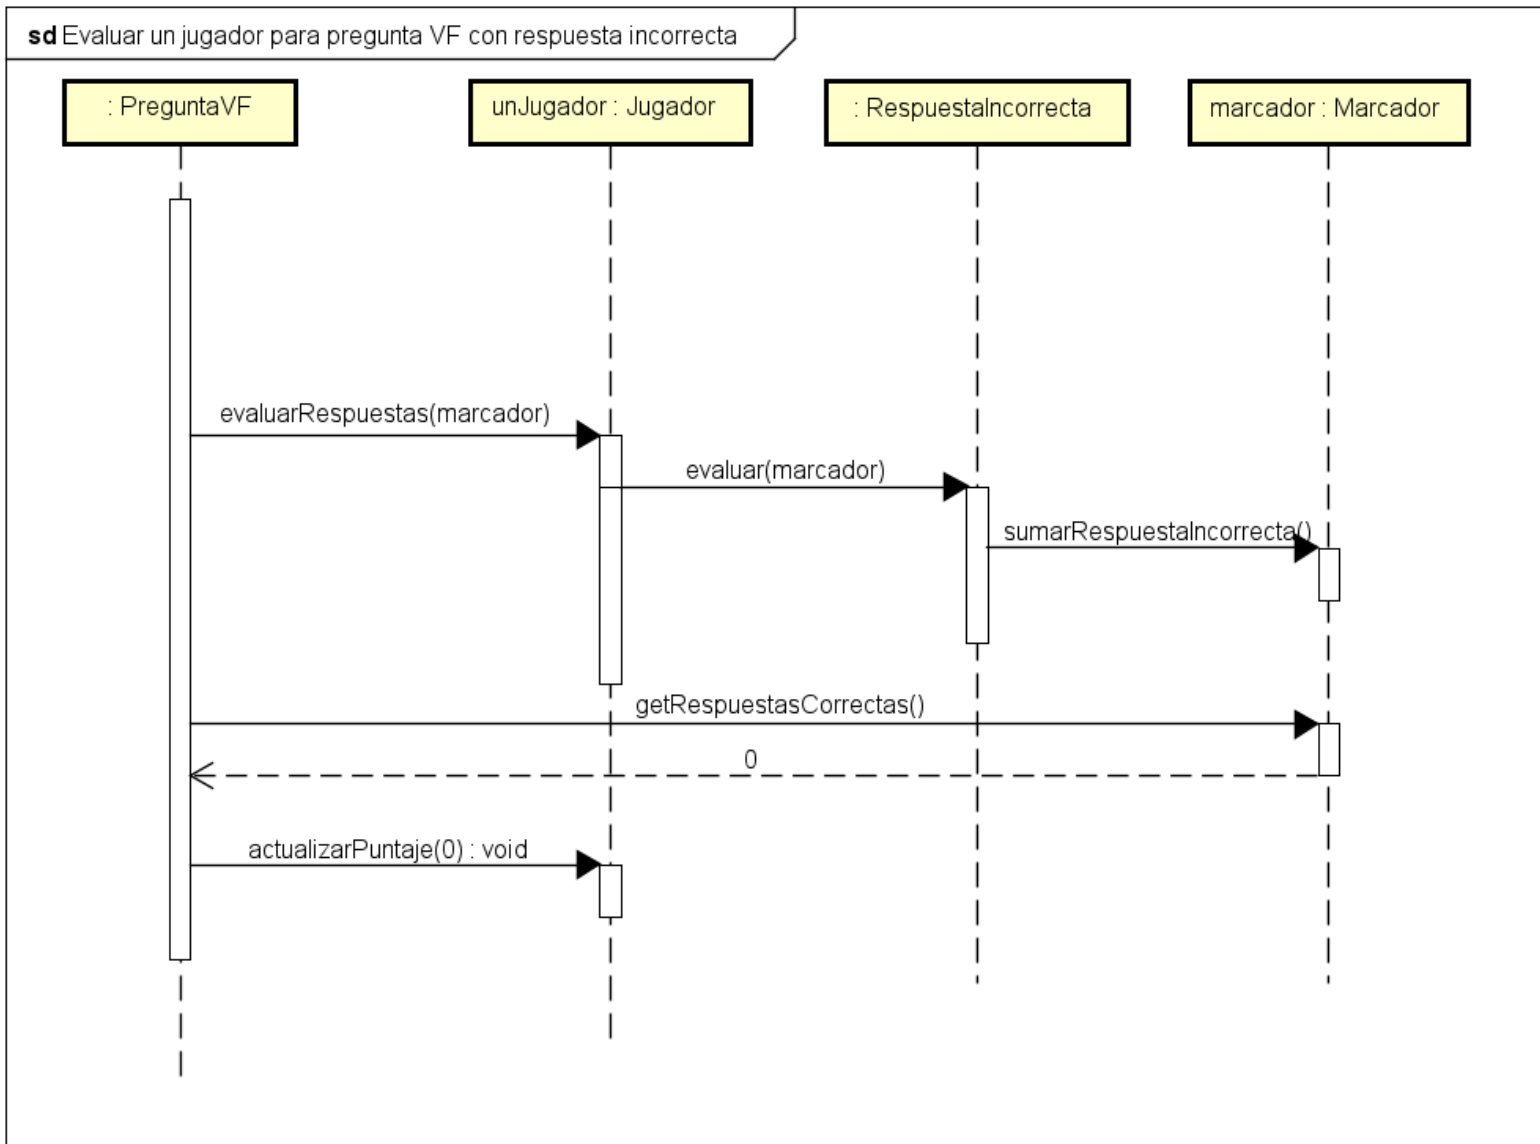 sd Evaluar un jugador para pregunta VF con respuesta incorrecta
: PreguntaVF
unJugador : Jugador
: RespuestaIncorrecta
marcador : Marcador
evaluarRespuestas(marcador)
evaluar(marcador)
sumarRespuestaIncorrecta()
getRespuestasCorrectas()
0
actualizarPuntaje(0) : void